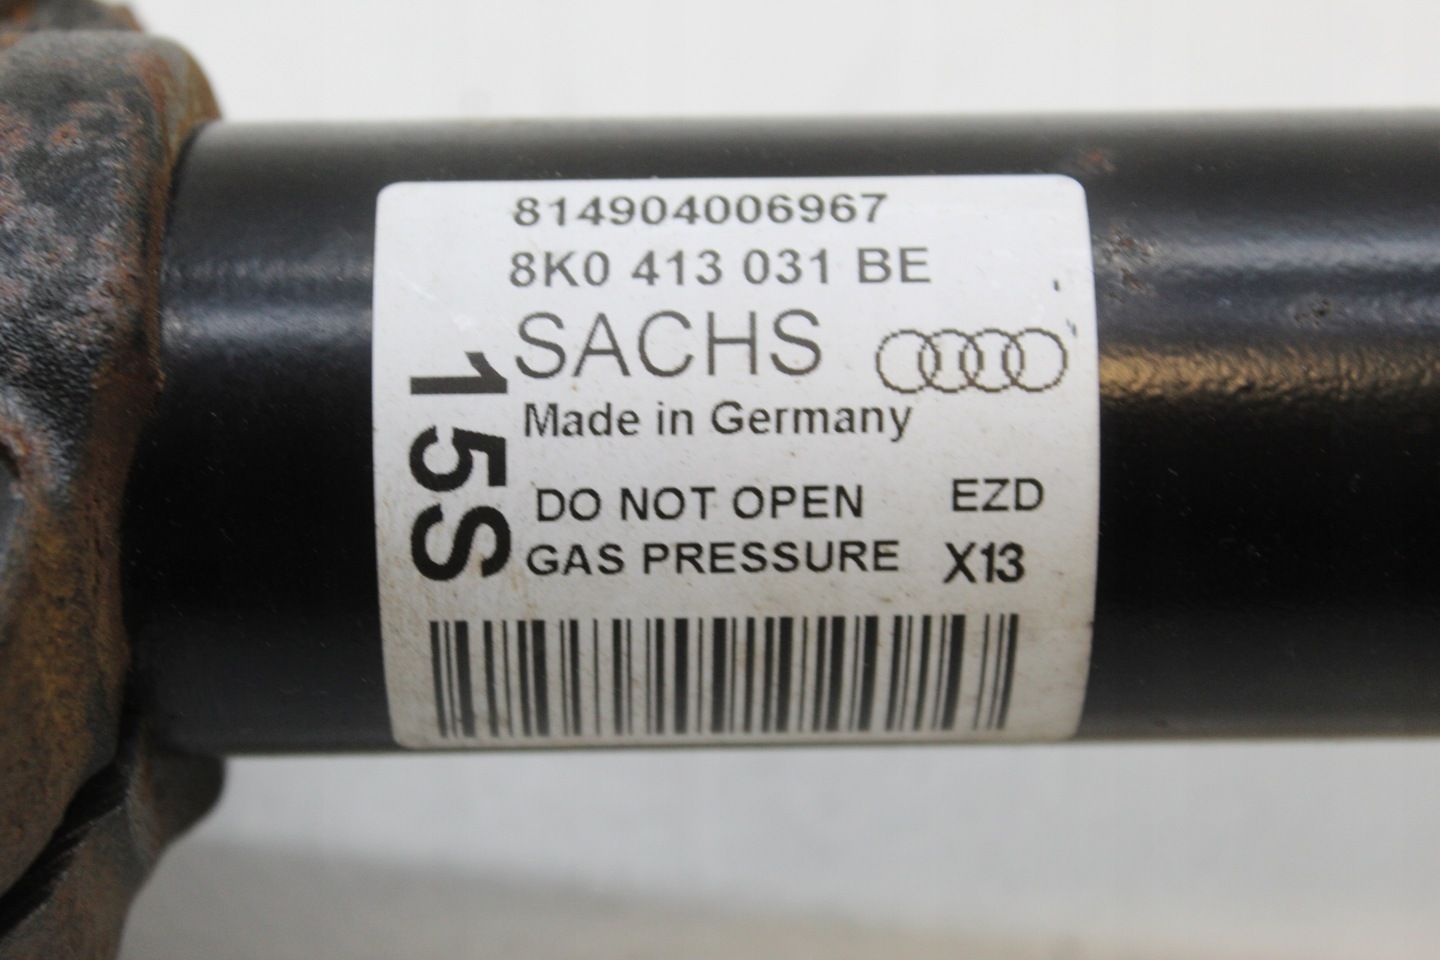 814904006967
8K0 413 031 BE
SACHS
Made in Germany
15S
DO NOT OPEN EZD
GAS PRESSURE X13